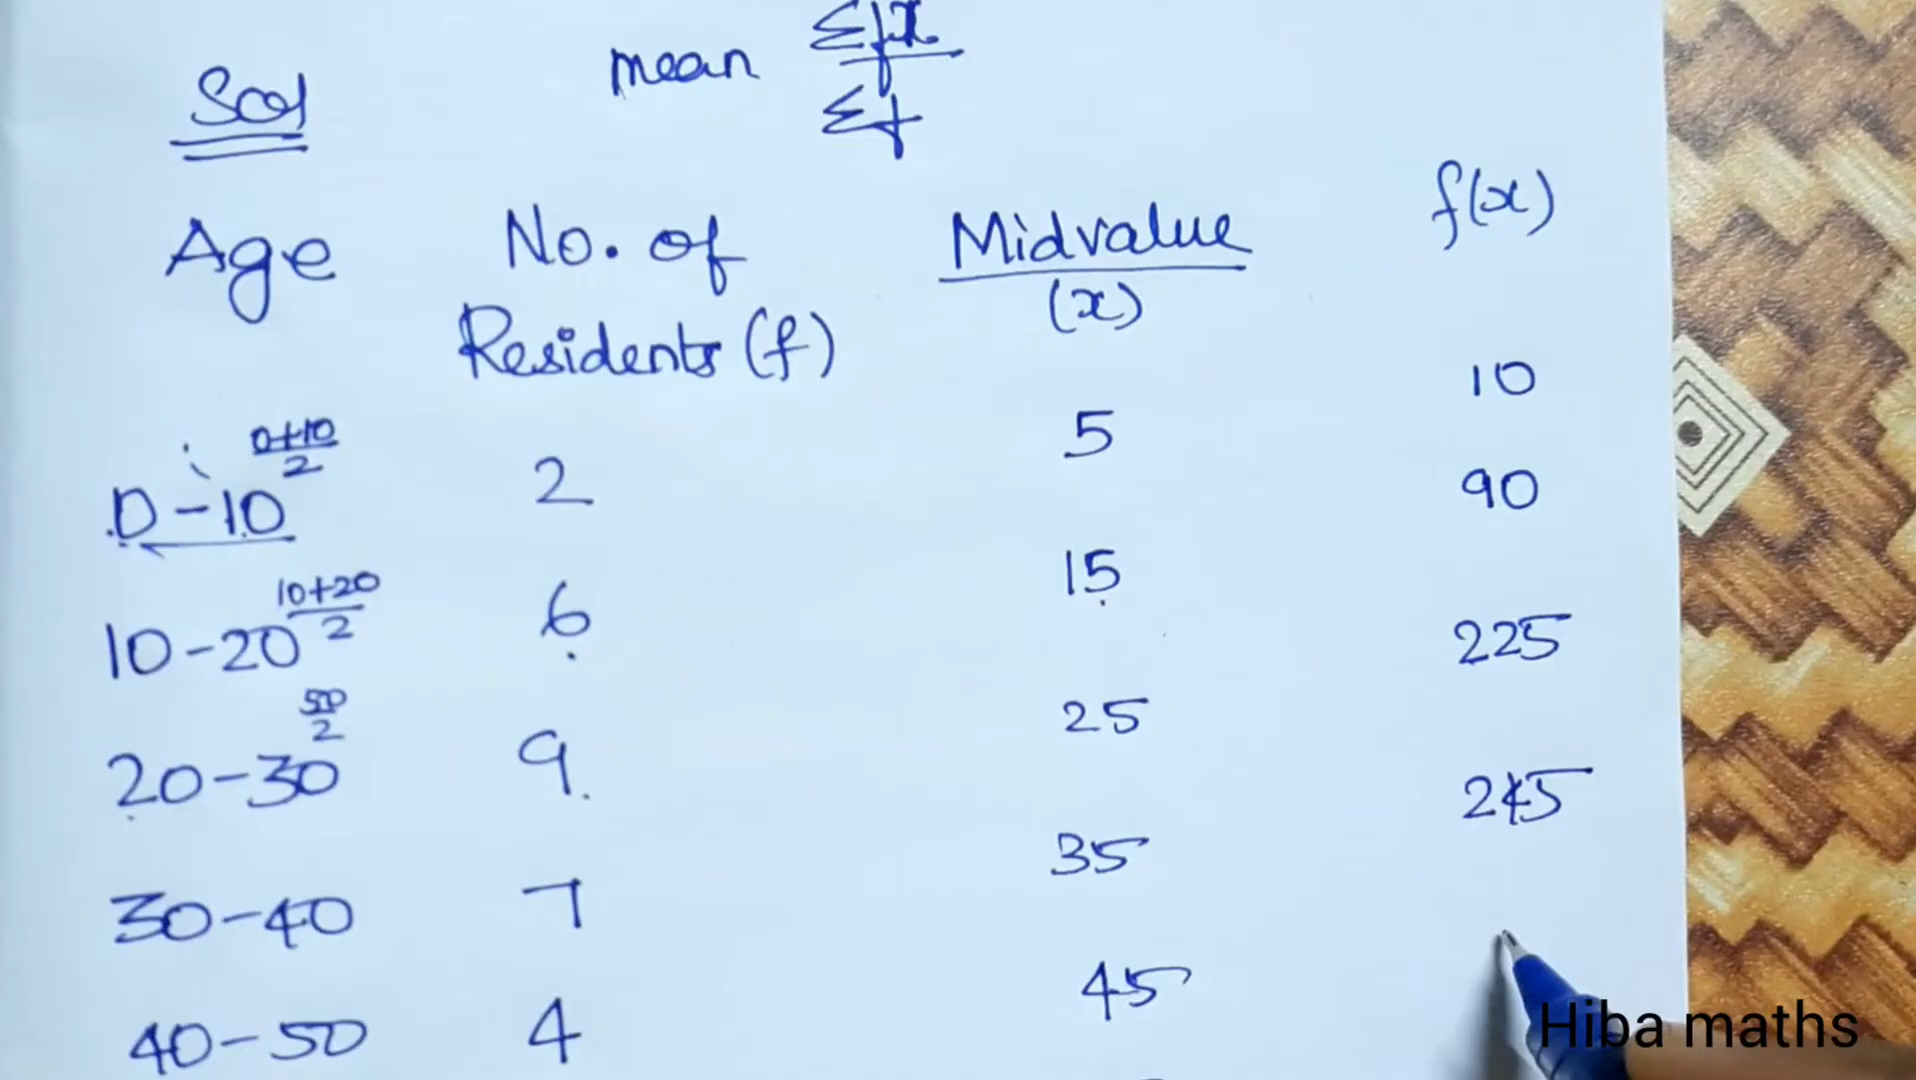 mean Σfx
Σf
Sol
Age No. of Residents (f) Midvalue (x) f(x)
0-10 0+10/2 2 5 10
10-20 10+20/2 6 15 90
20-30 50/2 9 25 225
30-40 7 35 245
40-50 4 45
Hiba maths